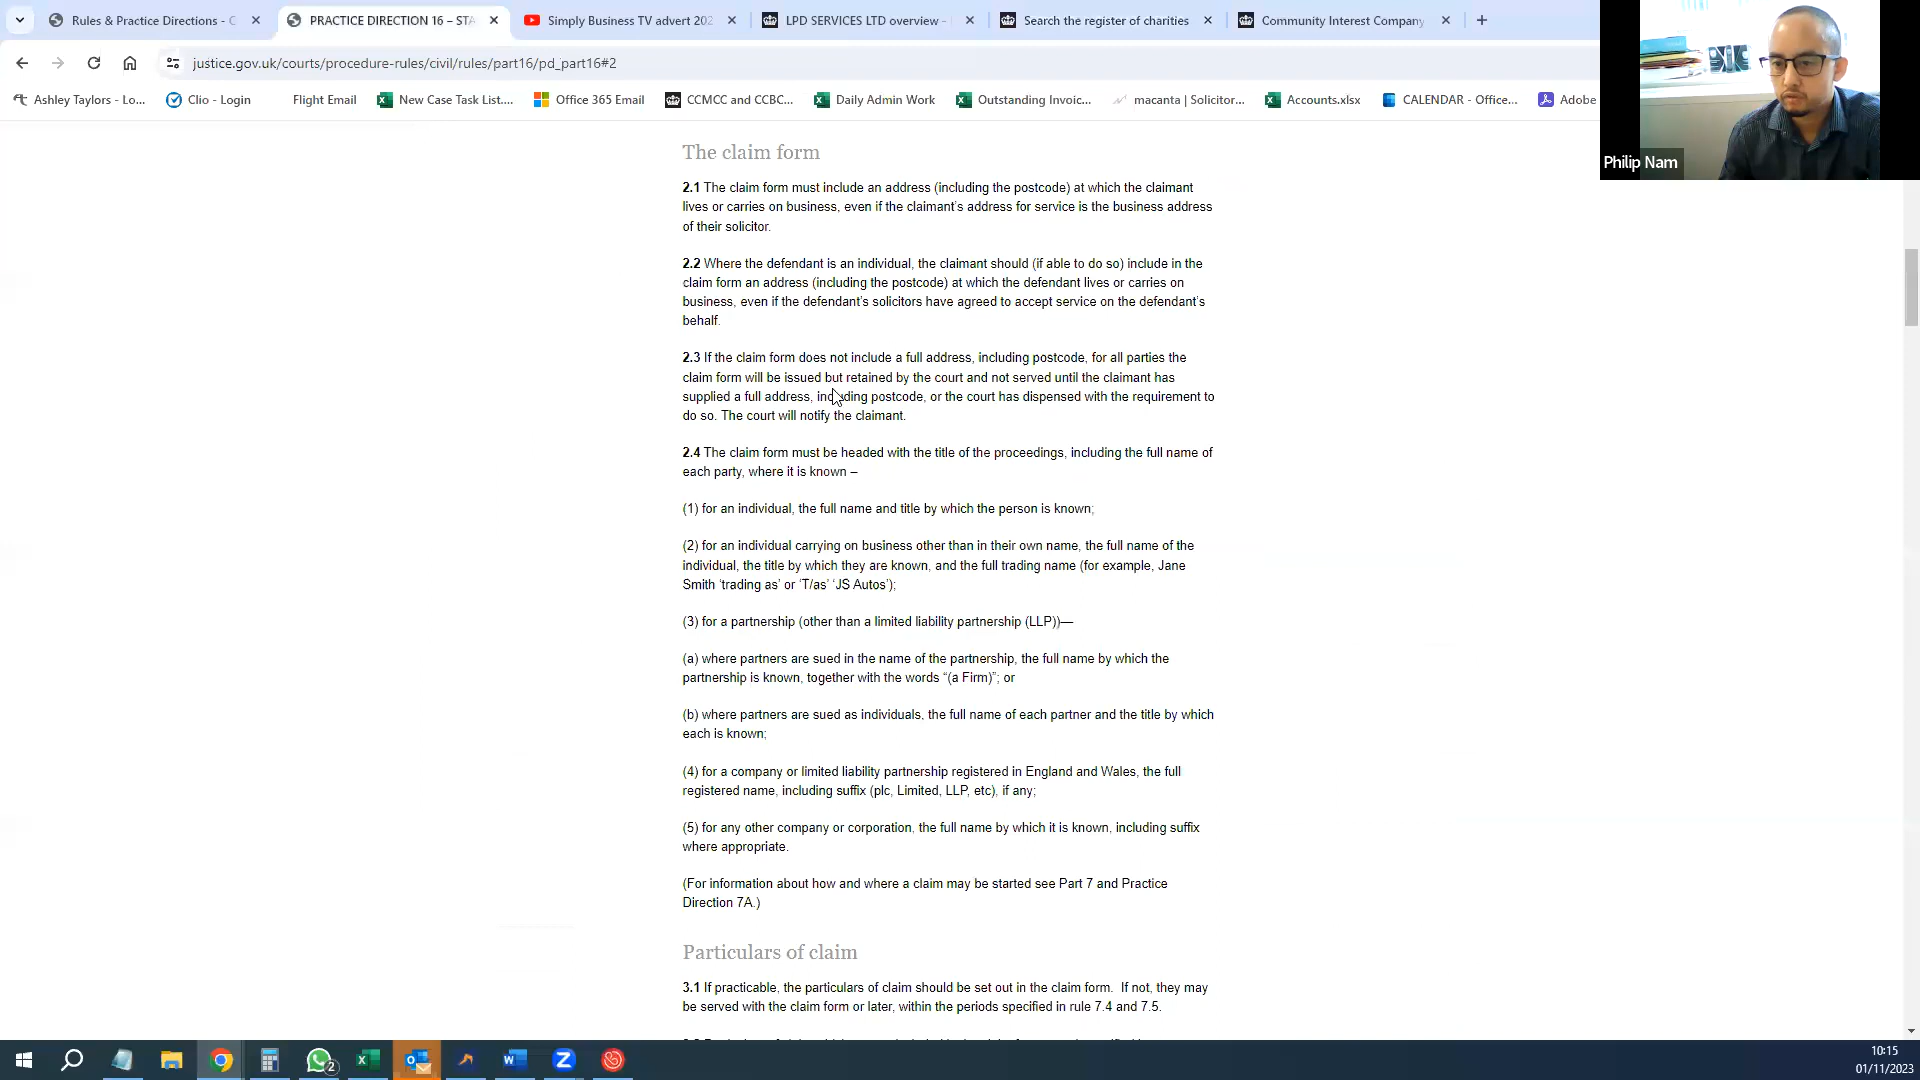 Rules & Practice Directions - C
PRACTICE DIRECTION 16 – STA
Simply Business TV advert 202
LPD SERVICES LTD overview -
Search the register of charities
Community Interest Company
justice.gov.uk/courts/procedure-rules/civil/rules/part16/pd_part16#2
Ashley Taylors - Lo...
Clio - Login
Flight Email
New Case Task List....
Office 365 Email
CCMCC and CCBC...
Daily Admin Work
Outstanding Invoic...
macanta | Solicitor...
Accounts.xlsx
CALENDAR - Office...
Adobe
Philip Nam
The claim form
2.1 The claim form must include an address (including the postcode) at which the claimant
lives or carries on business, even if the claimant's address for service is the business address
of their solicitor.
2.2 Where the defendant is an individual, the claimant should (if able to do so) include in the
claim form an address (including the postcode) at which the defendant lives or carries on
business, even if the defendant's solicitors have agreed to accept service on the defendant's
behalf.
2.3 If the claim form does not include a full address, including postcode, for all parties the
claim form will be issued but retained by the court and not served until the claimant has
supplied a full address, including postcode, or the court has dispensed with the requirement to
do so. The court will notify the claimant.
2.4 The claim form must be headed with the title of the proceedings, including the full name of
each party, where it is known –
(1) for an individual, the full name and title by which the person is known;
(2) for an individual carrying on business other than in their own name, the full name of the
individual, the title by which they are known, and the full trading name (for example, Jane
Smith 'trading as' or 'T/as' 'JS Autos');
(3) for a partnership (other than a limited liability partnership (LLP))—
(a) where partners are sued in the name of the partnership, the full name by which the
partnership is known, together with the words “(a Firm)”; or
(b) where partners are sued as individuals, the full name of each partner and the title by which
each is known;
(4) for a company or limited liability partnership registered in England and Wales, the full
registered name, including suffix (plc, Limited, LLP, etc), if any;
(5) for any other company or corporation, the full name by which it is known, including suffix
where appropriate.
(For information about how and where a claim may be started see Part 7 and Practice
Direction 7A.)
Particulars of claim
3.1 If practicable, the particulars of claim should be set out in the claim form.  If not, they may
be served with the claim form or later, within the periods specified in rule 7.4 and 7.5.
2
10:15
01/11/2023